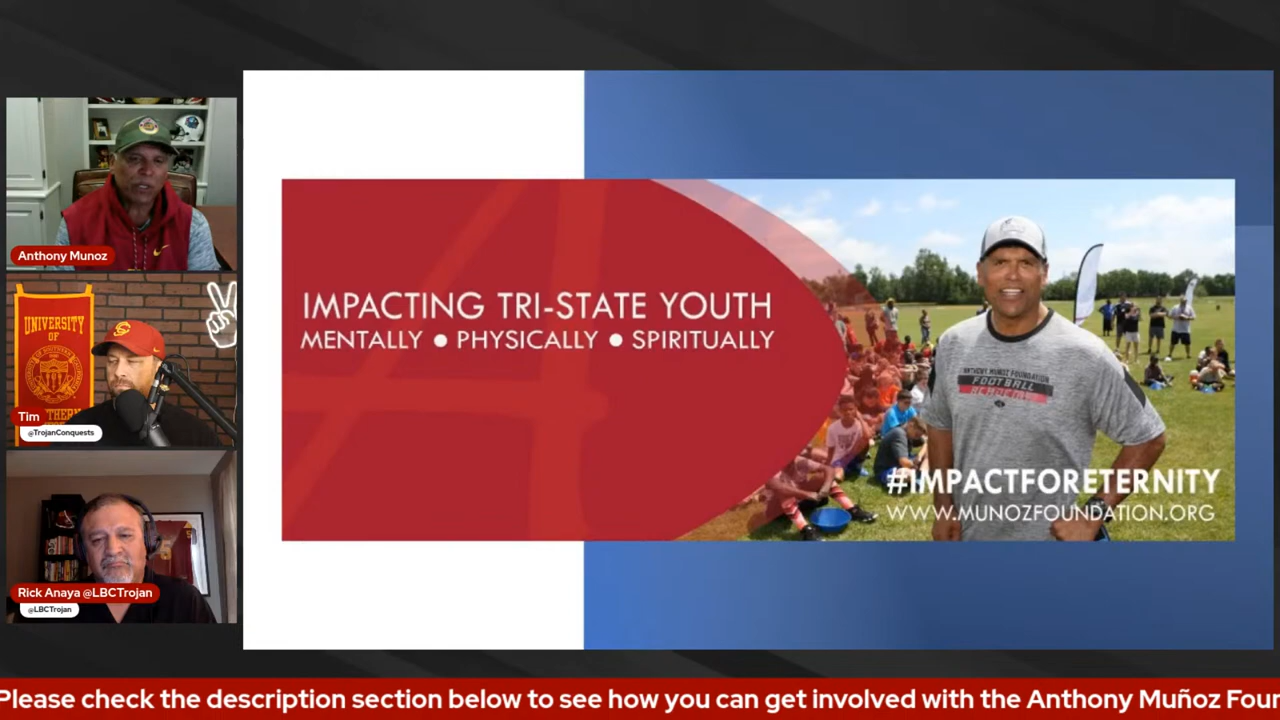 Anthony Munoz
UNIVERSITY
OF
Tim
@TrojanConquests
Rick Anaya @LBCTrojan
@LBCTrojan
IMPACTING TRI-STATE YOUTH
MENTALLY ● PHYSICALLY ● SPIRITUALLY
ANTHONY MUÑOZ FOUNDATION
FOOTBALL
ACADEMY
#IMPACTFORETERNITY
WWW.MUNOZFOUNDATION.ORG
Please check the description section below to see how you can get involved with the Anthony Muñoz Foun